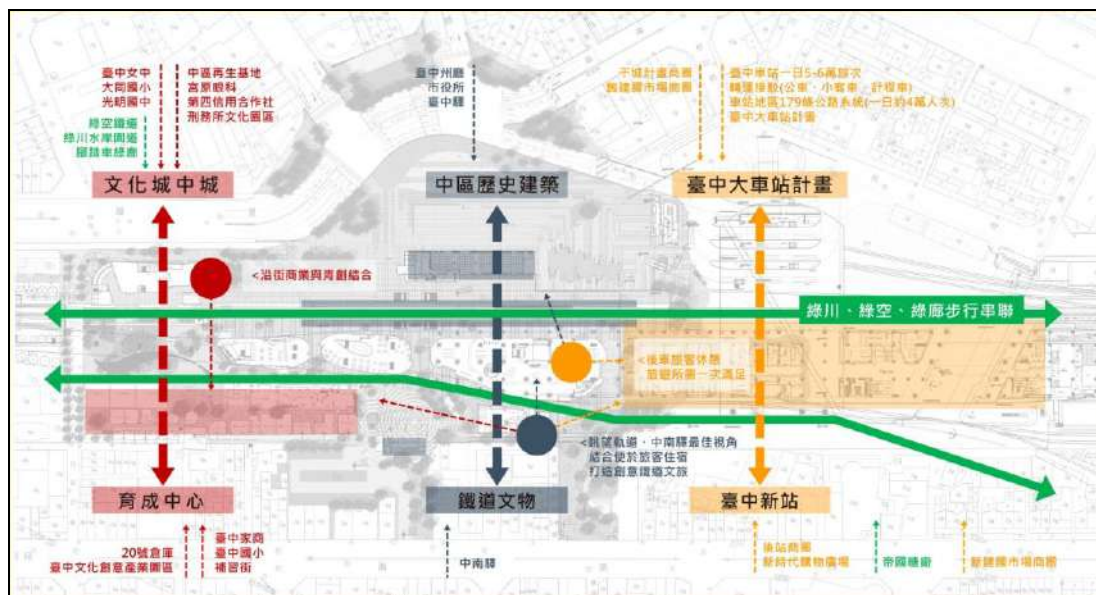 臺中女中
大同國小
光明國中
中區再生基地
宮原眼科
第四信用合作社
刑務所文化園區
綠空鐵道
綠川水岸園道
腳踏車綠廊
臺中州廳
市役所
臺中驛
干城計畫商圈
舊建國市場商圈
臺中車站一日5-6萬旅次
轉運接駁(公車、小客車、計程車)
車站地區179條公路系統(一日約4萬人次)
臺中大車站計畫
文化城中城
中區歷史建築
臺中大車站計畫
<沿街商業與青創結合
綠川、綠空、綠廊步行串聯
<候車旅客休憩
旅遊所需一次滿足
<眺望軌道、中南驛最佳視角
結合便於旅客住宿
打造創意鐵道文旅
育成中心
鐵道文物
臺中新站
20號倉庫
臺中文化創意產業園區
臺中家商
臺中國小
補習街
中南驛
後站商圈
新時代購物廣場
帝國糖廠
新建國市場商圈